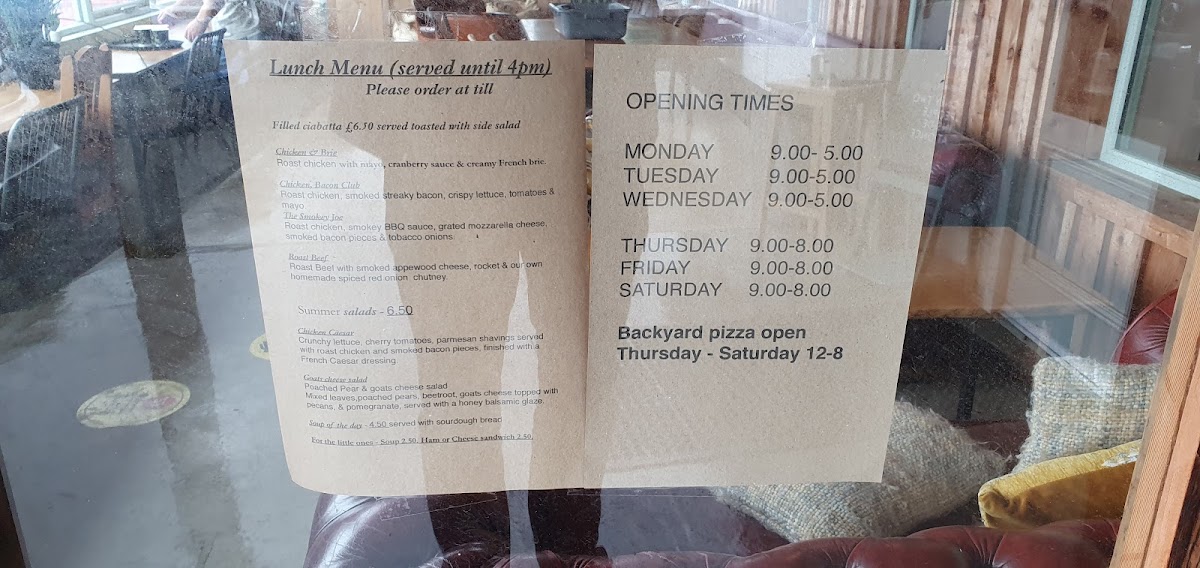 Lunch Menu (served until 4pm)
Please order at till
Filled ciabatta £6.50 served toasted with side salad
Chicken & Brie
Roast chicken with mayo, cranberry sauce & creamy French brie.
Chicken, Bacon Club
Roast chicken, smoked streaky bacon, crispy lettuce, tomatoes &
mayo.
The Smokey Joe
Roast chicken, smokey BBQ sauce, grated mozzarella cheese,
smoked bacon pieces & tobacco onions.
Roast Beef
Roast Beef with smoked appewood cheese, rocket & our own
homemade spiced red onion chutney.
Summer salads - 6.50
Chicken Caesar
Crunchy lettuce, cherry tomatoes, parmesan shavings served
with roast chicken and smoked bacon pieces, finished with a
French Caesar dressing
Goats cheese salad
Poached Pear & goats cheese salad
Mixed leaves,poached pears, beetroot, goats cheese topped with
pecans, & pomegranate, served with a honey balsamic glaze.
Soup of the day - 4.50 served with sourdough bread
For the little ones - Soup 2.50, Ham or Cheese sandwich 2.50.
OPENING TIMES
MONDAY 9.00- 5.00
TUESDAY 9.00-5.00
WEDNESDAY 9.00-5.00
THURSDAY 9.00-8.00
FRIDAY 9.00-8.00
SATURDAY 9.00-8.00
Backyard pizza open
Thursday - Saturday 12-8